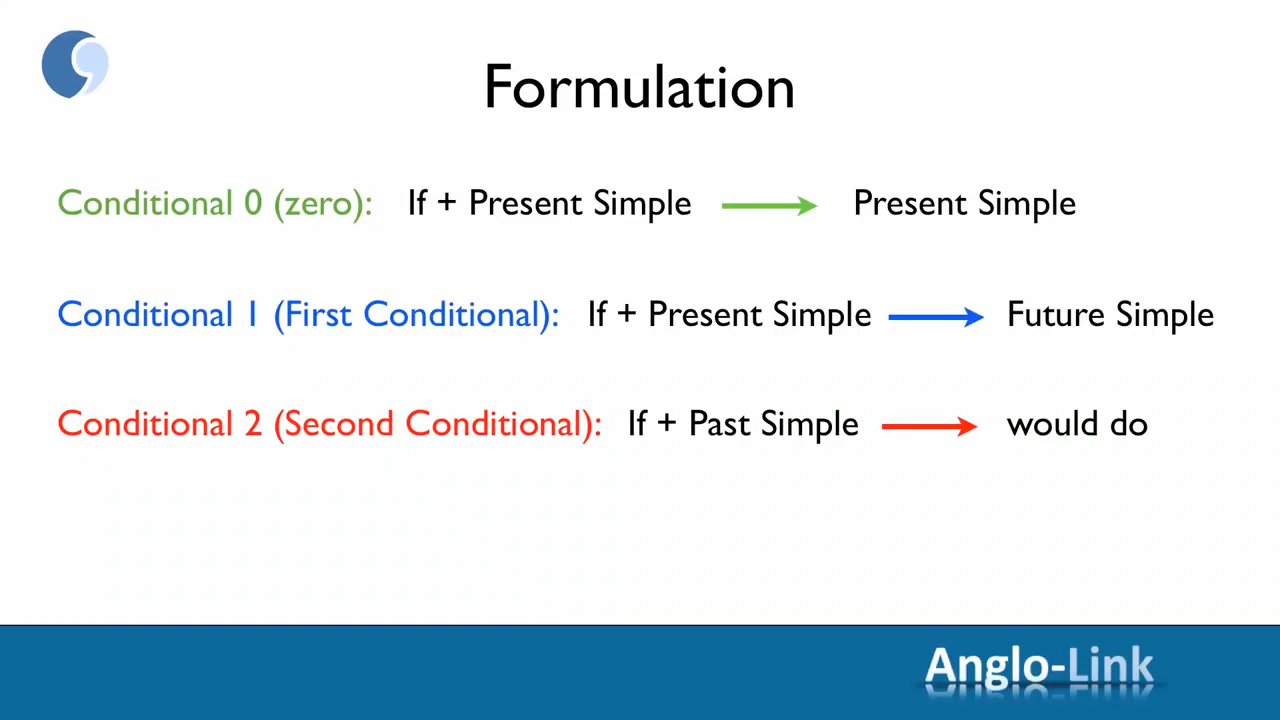 Formulation
Conditional 0 (zero): If + Present Simple Present Simple
Conditional 1 (First Conditional): If + Present Simple Future Simple
Conditional 2 (Second Conditional): If + Past Simple would do
Anglo-Link